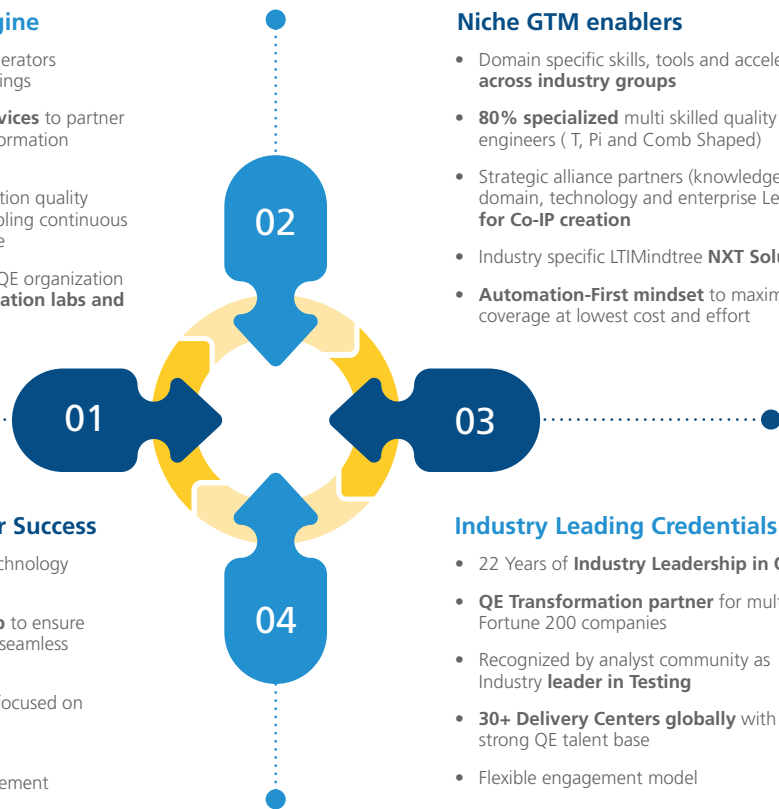 gine
erators
ings
vices to partner
ormation
tion quality
bling continuous
e
QE organization
ation labs and
Niche GTM enablers
• Domain specific skills, tools and accele
across industry groups
• 80% specialized multi skilled quality
engineers ( T, Pi and Comb Shaped)
• Strategic alliance partners (knowledge
domain, technology and enterprise Le
for Co-IP creation
• Industry specific LTIMindtree NXT Solu
• Automation-First mindset to maxim
coverage at lowest cost and effort
02
01
03
04
r Success
chnology
p to ensure
seamless
focused on
ement
Industry Leading Credentials
• 22 Years of Industry Leadership in Q
• QE Transformation partner for mult
Fortune 200 companies
• Recognized by analyst community as
Industry leader in Testing
• 30+ Delivery Centers globally with
strong QE talent base
• Flexible engagement model